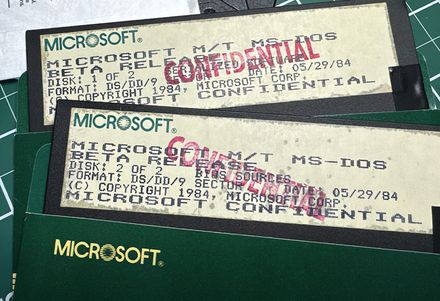 MICROSOFT®
MICROSOFT M/T MS-DOS
BETA RELEASE
DISK: 1 OF 2 DATE: 05/29/84
FORMAT: DS/DD/9
(C) COPYRIGHT 1984, MICROSOFT CORP.
MICROSOFT CONFIDENTIAL
CONFIDENTIAL
MICROSOFT®
MICROSOFT M/T MS-DOS
BETA RELEASE
DISK: 2 OF 2 BIOS SOURCES
FORMAT: DS/DD/9 SECTOR DATE: 05/29/84
(C) COPYRIGHT 1984, MICROSOFT CORP.
MICROSOFT CONFIDENTIAL
CONFIDENTIAL
MICROSOFT®